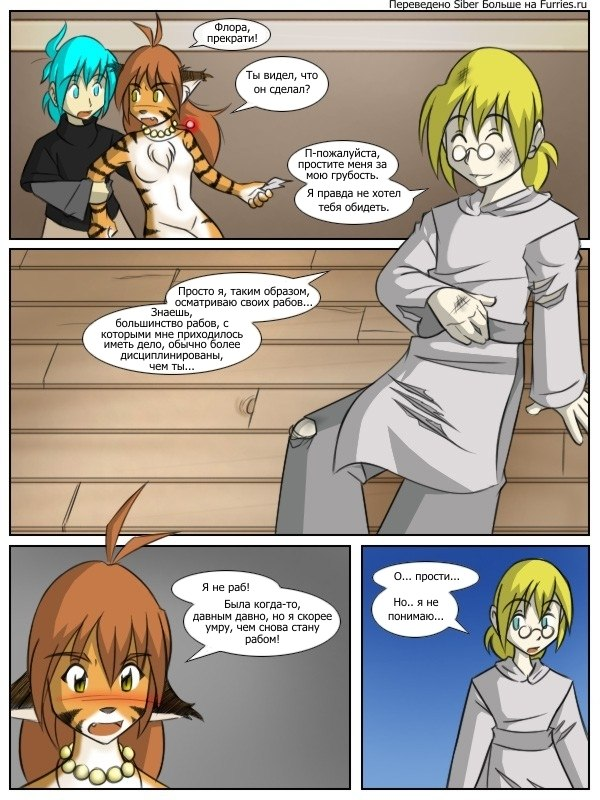 Переведено Siber Больше на Furries.ru
Флора,
прекрати!
Ты видел, что
он сделал?
П-пожалуйста,
простите меня за
мою грубость.
Я правда не хотел
тебя обидеть.
Просто я, таким образом,
осматриваю своих рабов...
Знаешь,
большинство рабов, с
которыми мне приходилось
иметь дело, обычно более
дисциплинированы,
чем ты...
Я не раб!
Была когда-то,
давным давно, но я скорее
умру, чем снова стану
рабом!
О... прости...
Но.. я не
понимаю...